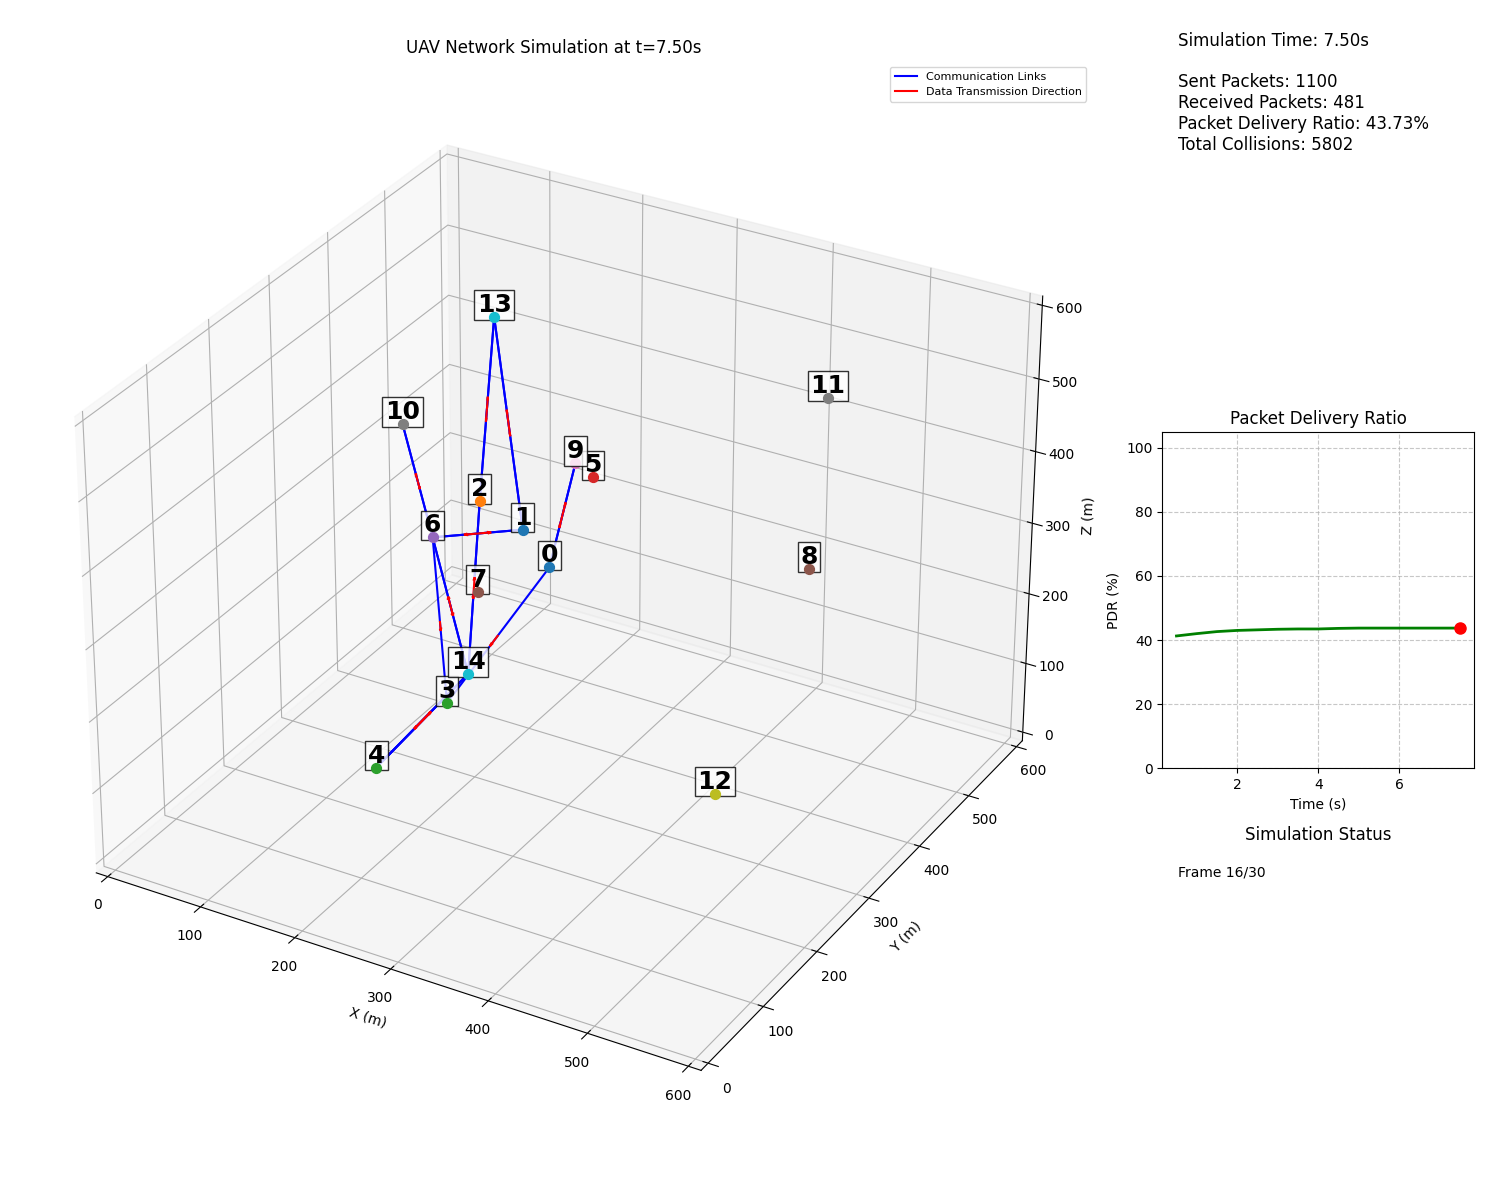 UAV Network Simulation at t=7.50s
Communication Links
Data Transmission Direction
Simulation Time: 7.50s
Sent Packets: 1100
Received Packets: 481
Packet Delivery Ratio: 43.73%
Total Collisions: 5802
13
11
10
9
5
2
1
6
0
8
7
14
3
4
12
600
500
400
300
200
100
0
Z (m)
600
500
400
300
200
100
0
Y (m)
0
100
200
300
400
500
600
X (m)
Packet Delivery Ratio
100
80
60
40
20
0
PDR (%)
2
4
6
Time (s)
Simulation Status
Frame 16/30